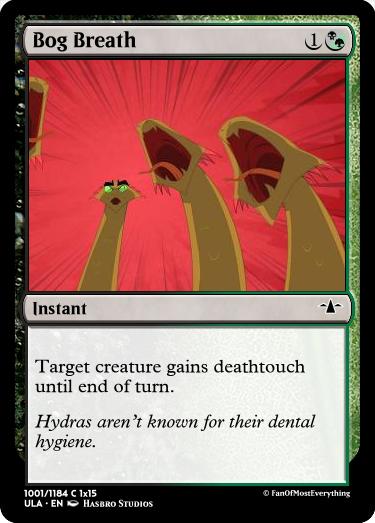 Bog Breath 1
Instant
Target creature gains deathtouch
until end of turn.
Hydras aren't known for their dental
hygiene.
1001/1184 C 1x15
ULA · EN Hasbro Studios © FanOfMostEverything